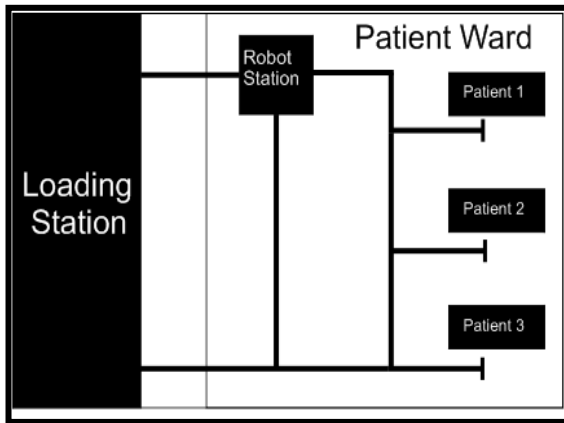 Patient Ward
Robot
Station
Patient 1
Loading
Station
Patient 2
Patient 3